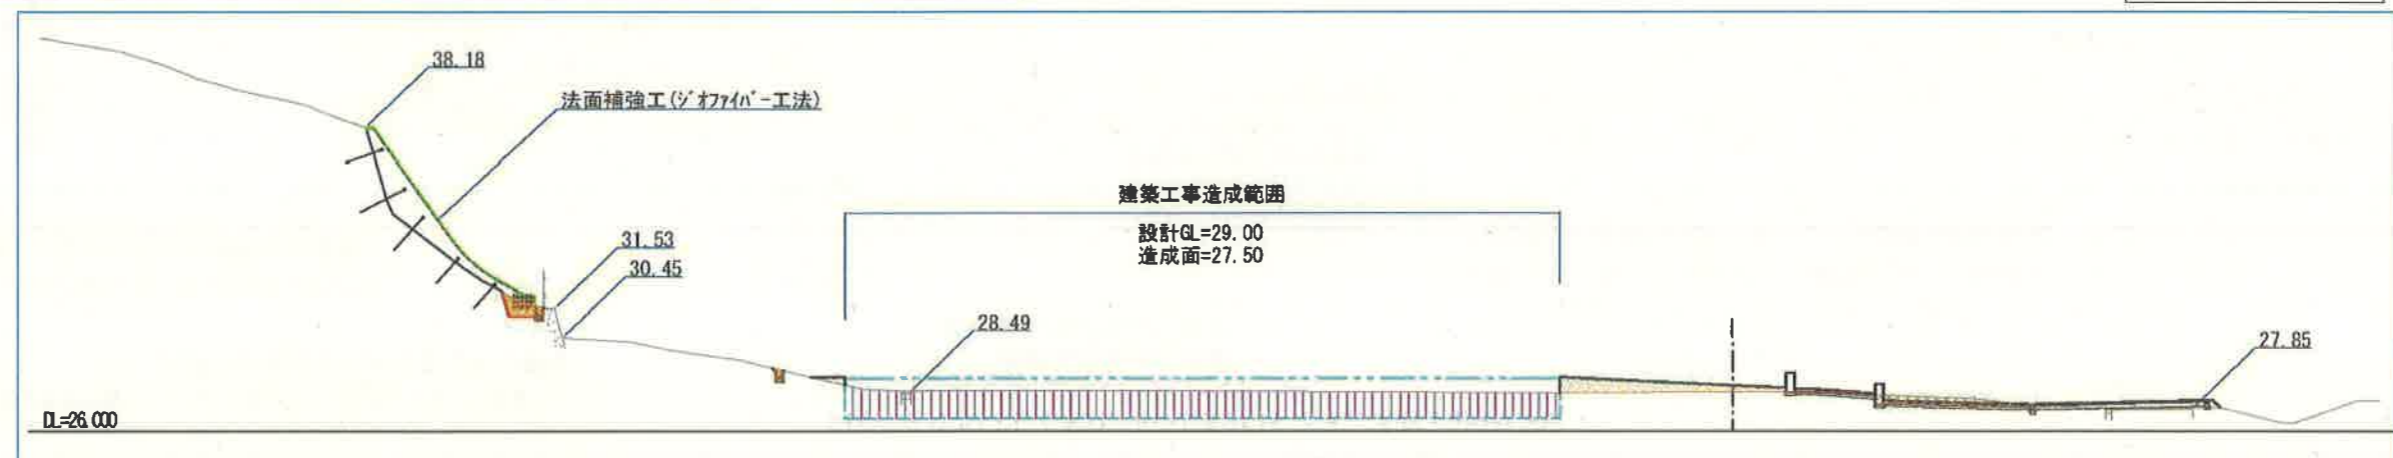 38.18
法面補強工(ジオファイバー工法)
建築工事造成範囲
設計GL=29.00
造成面=27.50
31.53
30.45
28.49
27.85
DL=26.000